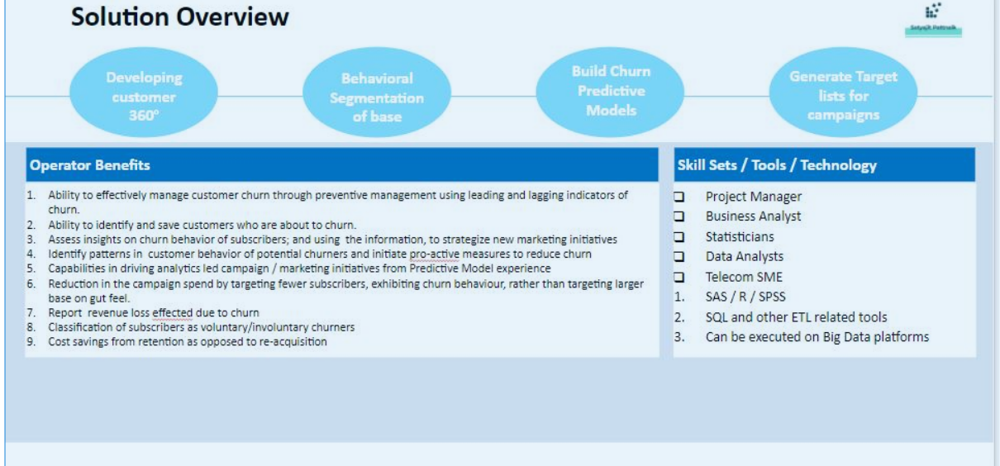 Solution Overview
Satyajit Pattnaik
Developing
customer
360°
Behavioral
Segmentation
of base
Build Churn
Predictive
Models
Generate Target
lists for
campaigns
Operator Benefits
1. Ability to effectively manage customer churn through preventive management using leading and lagging indicators of
churn.
2. Ability to identify and save customers who are about to churn.
3. Assess insights on churn behavior of subscribers; and using the information, to strategize new marketing initiatives
4. Identify patterns in customer behavior of potential churners and initiate pro-active measures to reduce churn
5. Capabilities in driving analytics led campaign / marketing initiatives from Predictive Model experience
6. Reduction in the campaign spend by targeting fewer subscribers, exhibiting churn behaviour, rather than targeting larger
base on gut feel.
7. Report revenue loss effected due to churn
8. Classification of subscribers as voluntary/involuntary churners
9. Cost savings from retention as opposed to re-acquisition
Skill Sets / Tools / Technology
❑ Project Manager
❑ Business Analyst
❑ Statisticians
❑ Data Analysts
❑ Telecom SME
1. SAS / R / SPSS
2. SQL and other ETL related tools
3. Can be executed on Big Data platforms